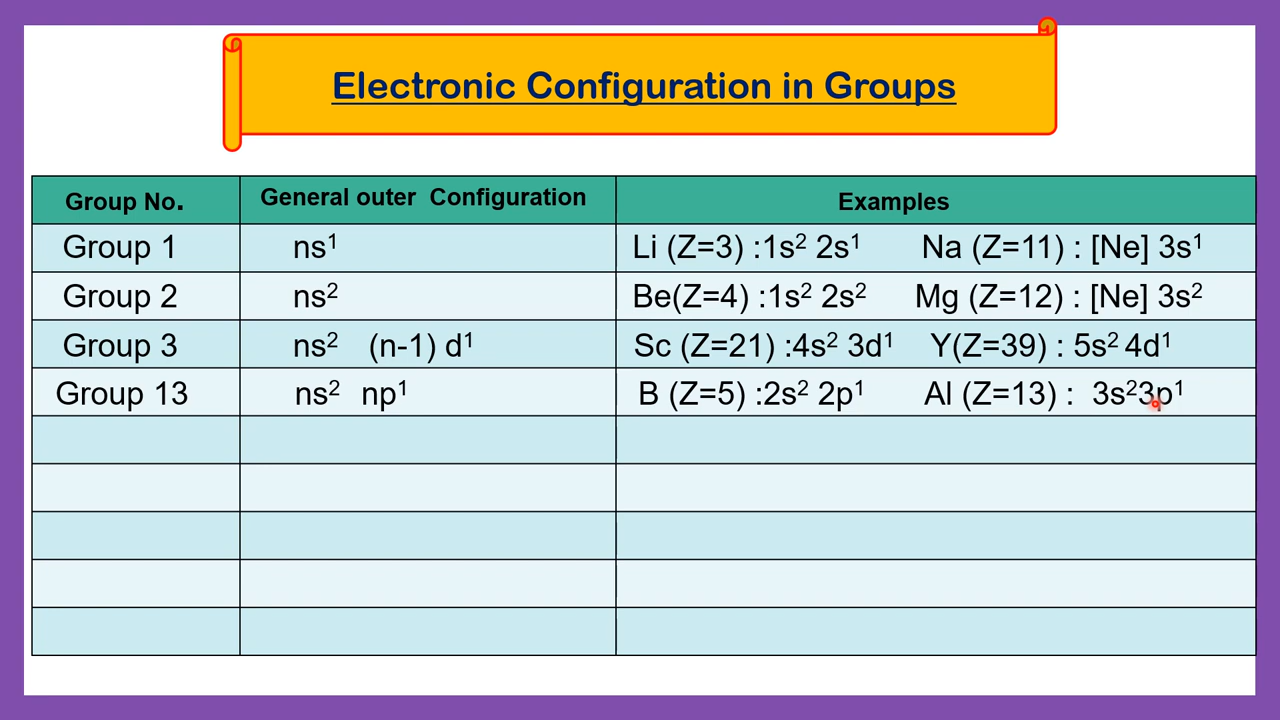 Electronic Configuration in Groups
Group No. General outer Configuration Examples
Group 1 ns¹ Li (Z=3) :1s² 2s¹ Na (Z=11) : [Ne] 3s¹
Group 2 ns² Be(Z=4) :1s² 2s² Mg (Z=12) : [Ne] 3s²
Group 3 ns² (n-1) d¹ Sc (Z=21) :4s² 3d¹ Y(Z=39) : 5s² 4d¹
Group 13 ns² np¹ B (Z=5) :2s² 2p¹ Al (Z=13) : 3s²3p¹